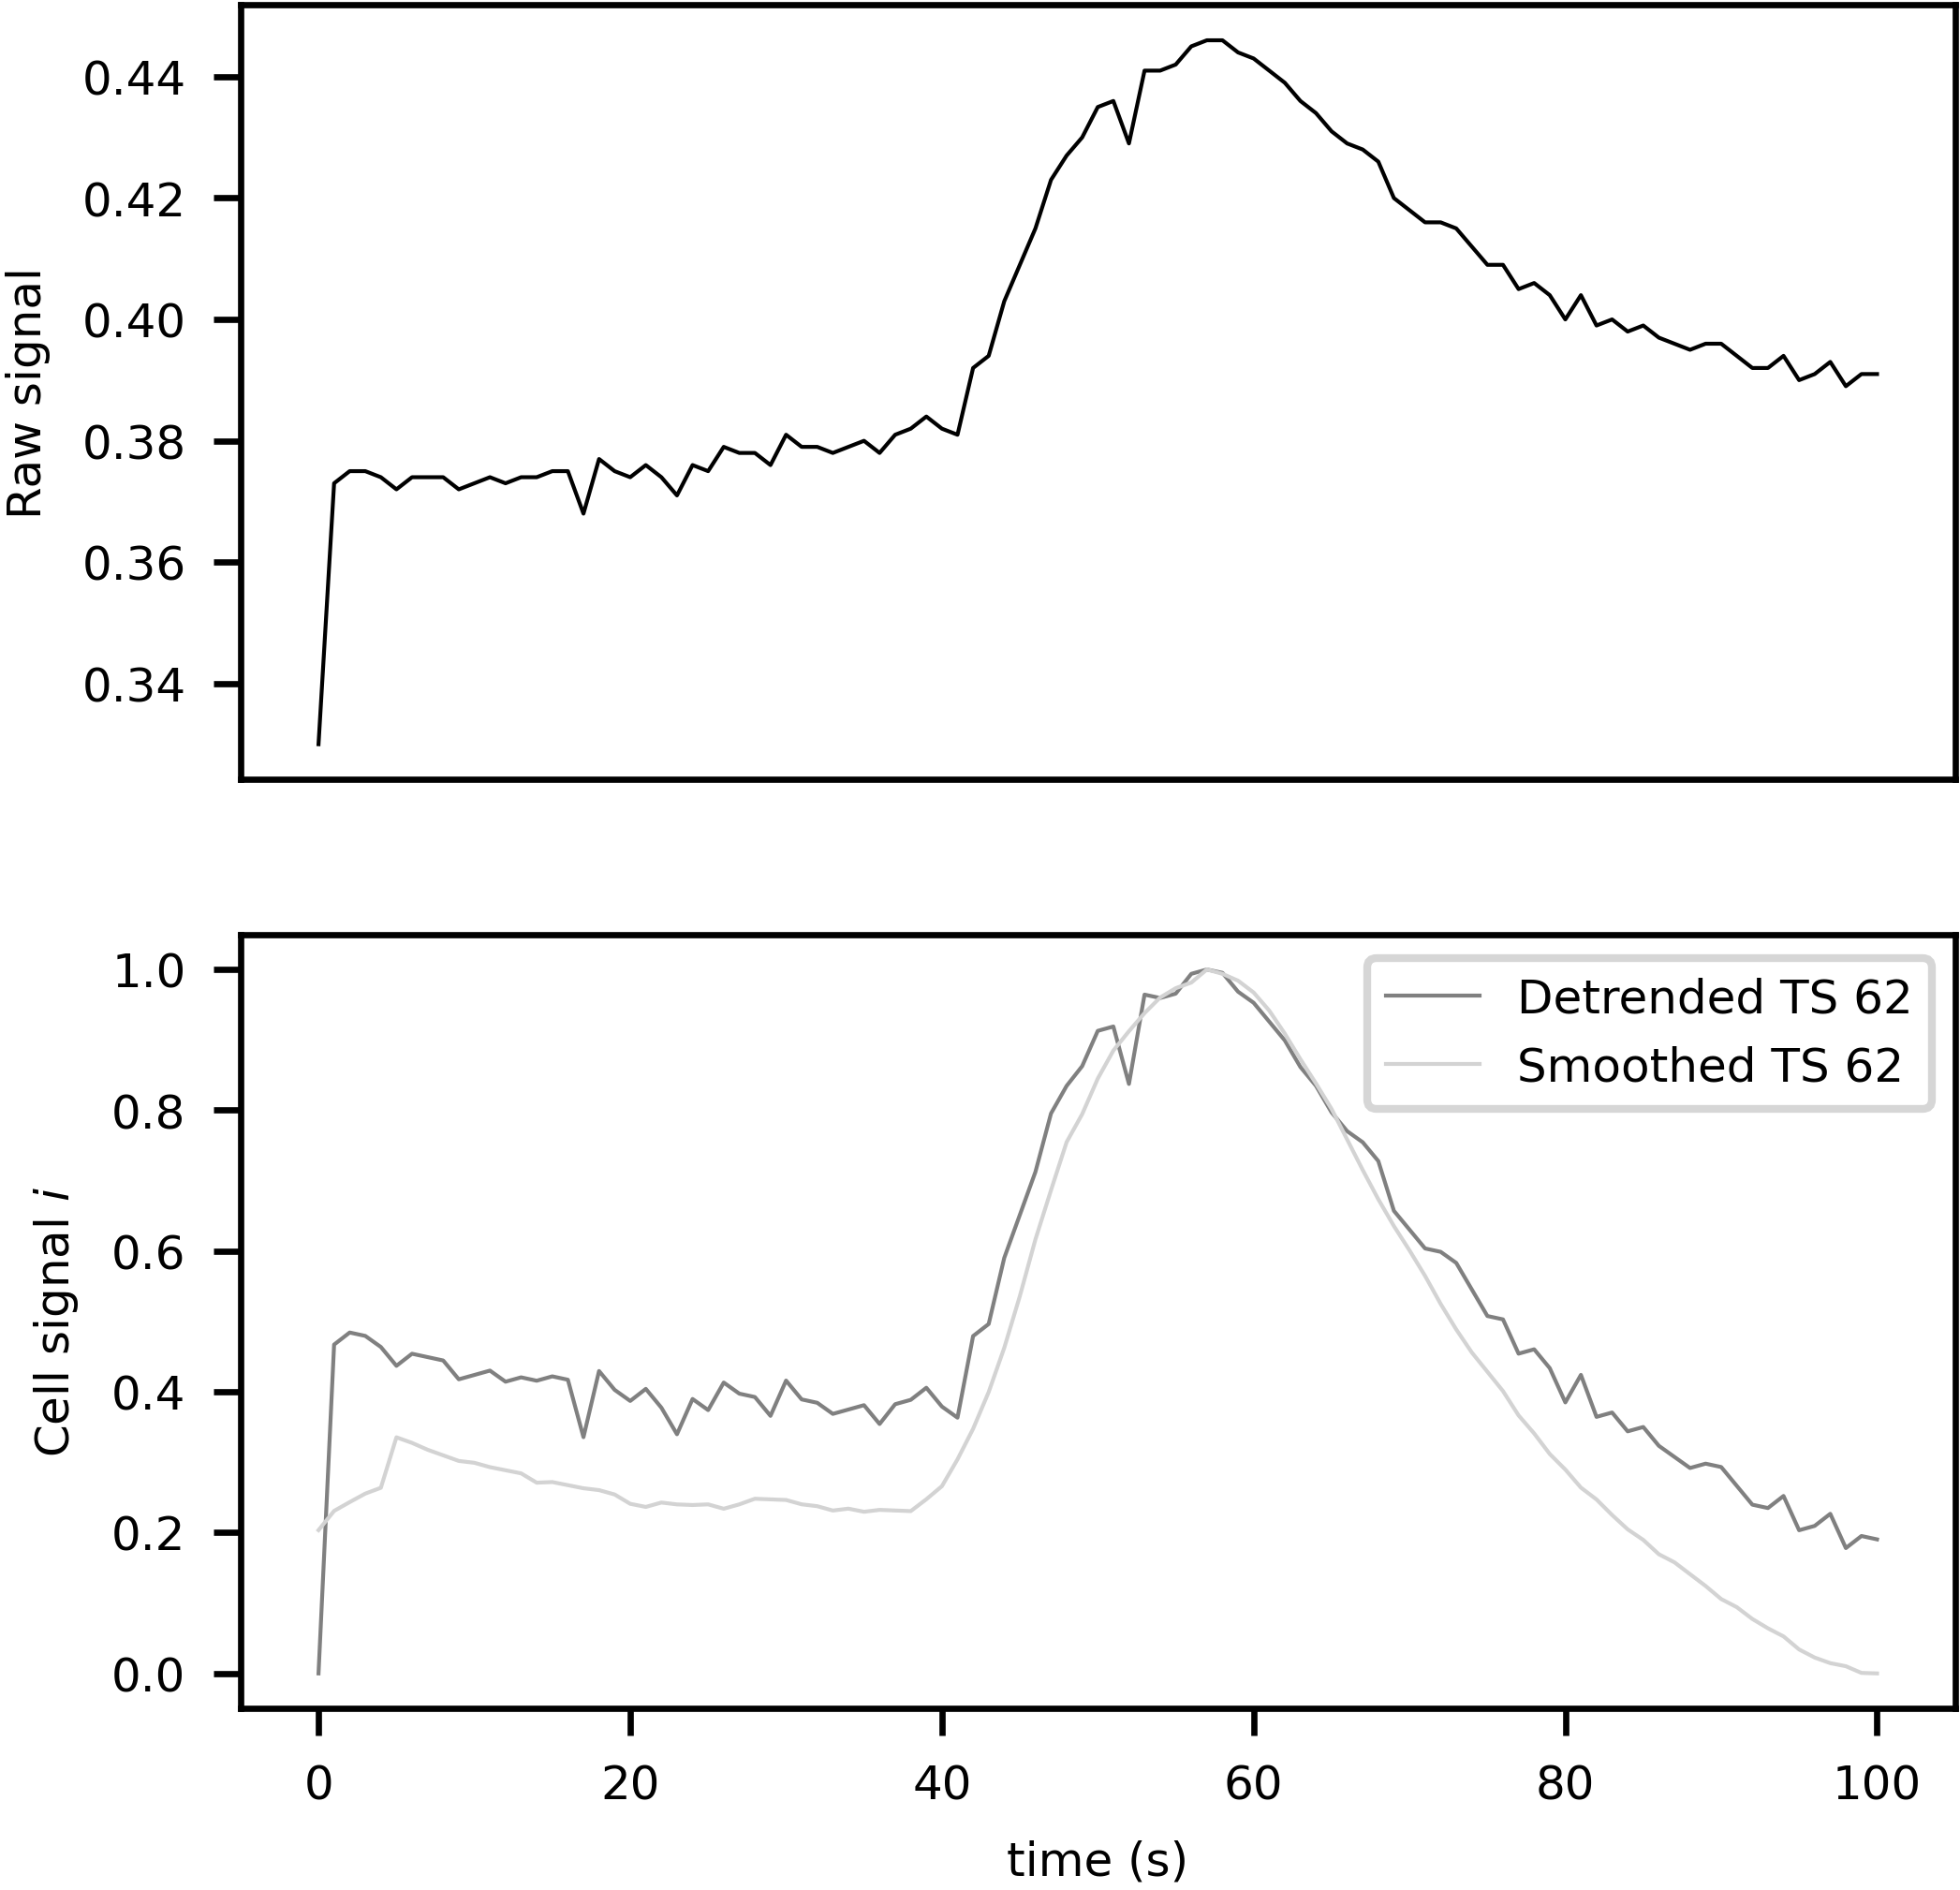 0.44
0.42
0.40
0.38
0.36
0.34
Raw signal
1.0
0.8
0.6
0.4
0.2
0.0
Cell signal i
Detrended TS 62
Smoothed TS 62
0 20 40 60 80 100
time (s)